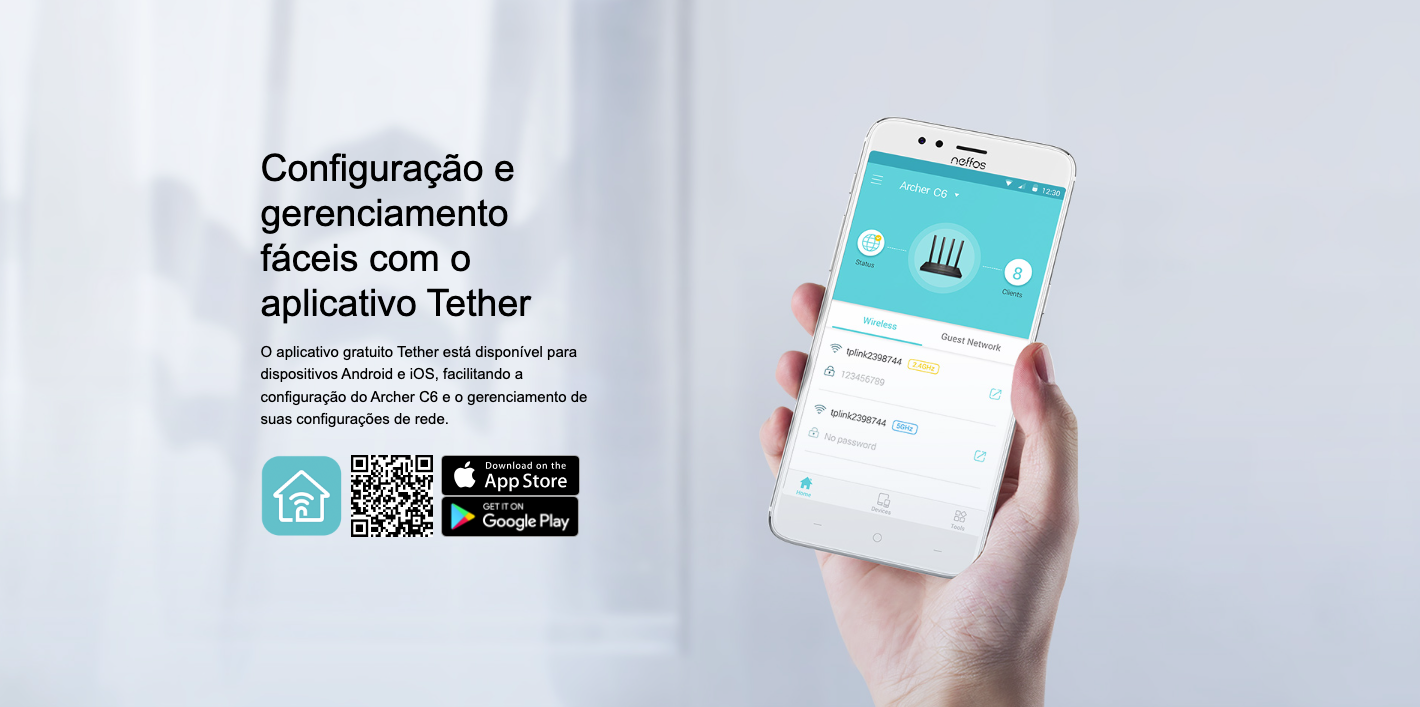 Configuração e
gerenciamento
fáceis com o
aplicativo Tether
O aplicativo gratuito Tether está disponível para
dispositivos Android e iOS, facilitando a
configuração do Archer C6 e o gerenciamento de
suas configurações de rede.
Download on the
App Store
GET IT ON
Google Play
neffos
12:30
Archer C6
Status
8
Clients
Wireless
Guest Network
tplink2398744 2.4GHz
123456789
tplink2398744 5GHz
No password
Home
Devices
Tools